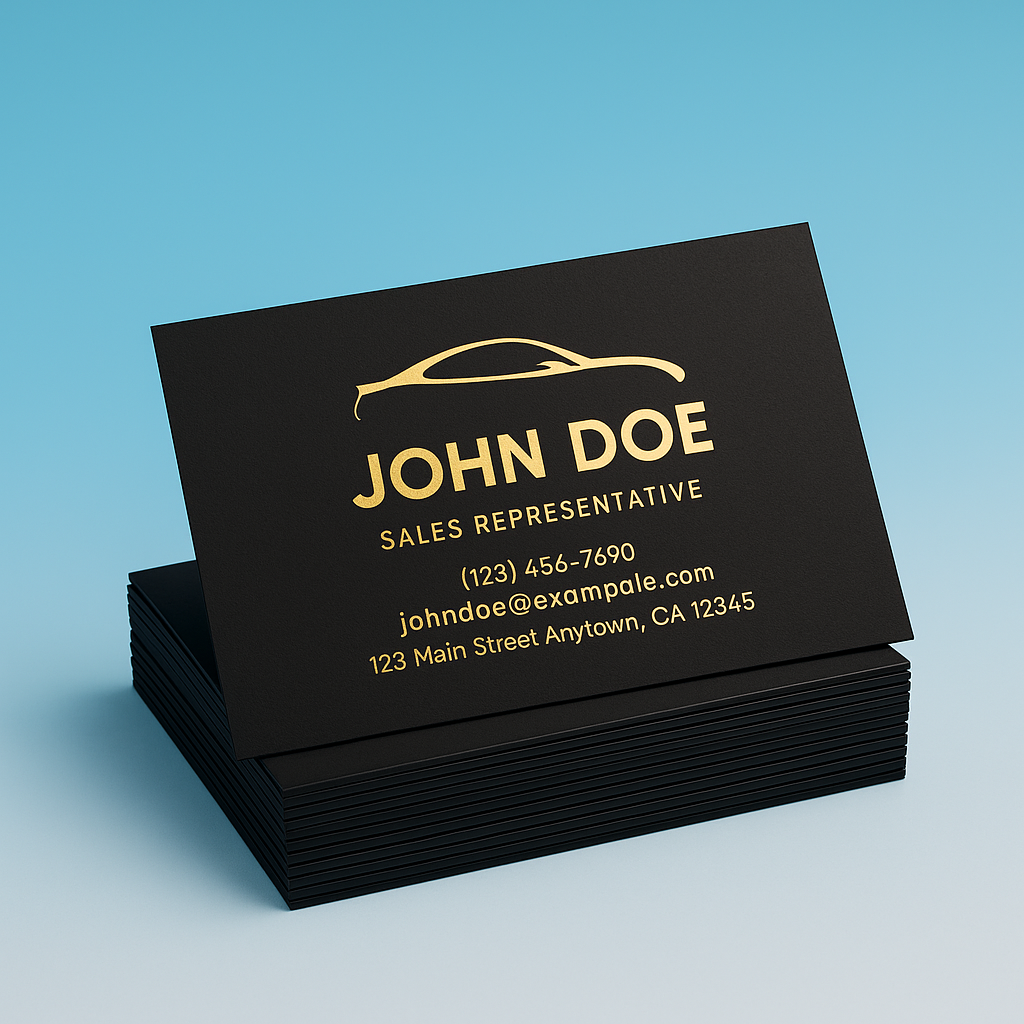 JOHN DOE
SALES REPRESENTATIVE
(123) 456-7690
johndoe@exampale.com
123 Main Street Anytown, CA 12345